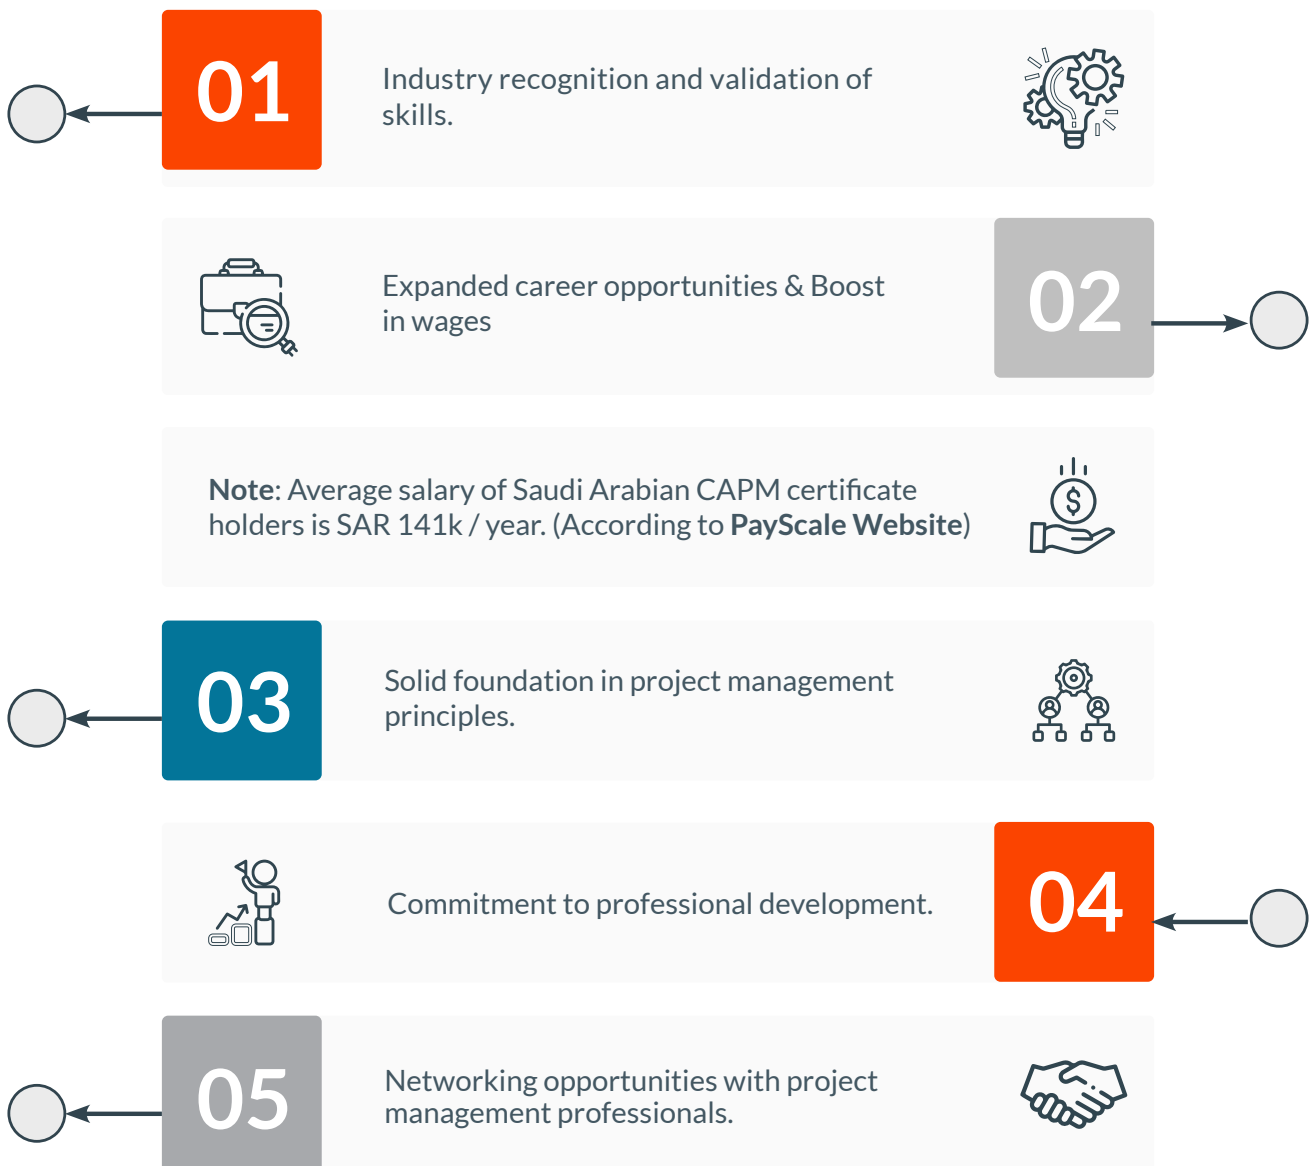 01
Industry recognition and validation of
skills.
Expanded career opportunities & Boost
in wages
02
Note: Average salary of Saudi Arabian CAPM certificate
holders is SAR 141k / year. (According to PayScale Website)
$
03
Solid foundation in project management
principles.
Commitment to professional development.
04
05
Networking opportunities with project
management professionals.